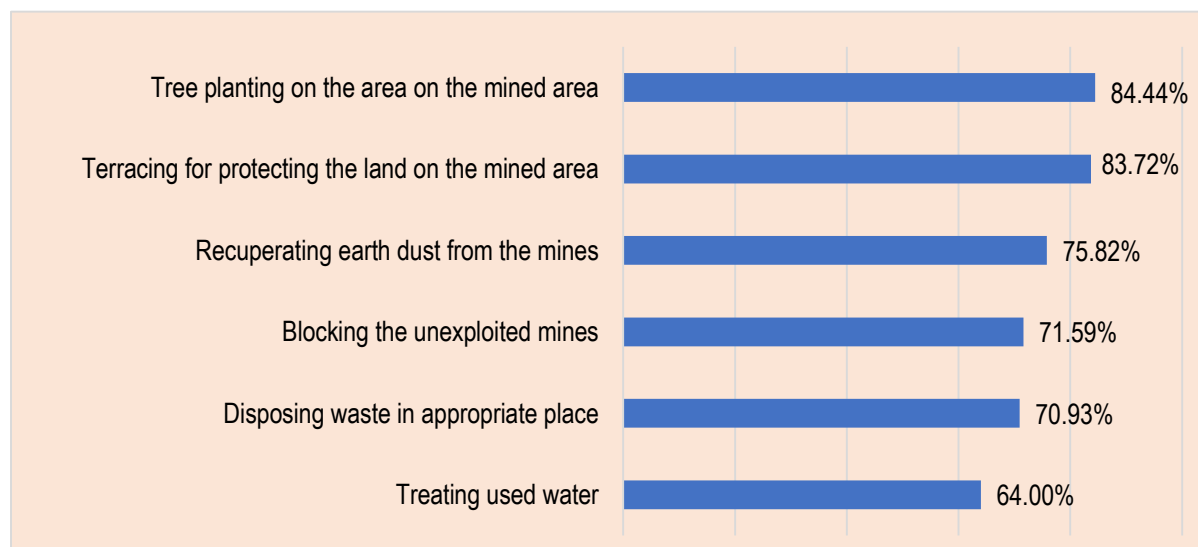 Tree planting on the area on the mined area 84.44%
Terracing for protecting the land on the mined area 83.72%
Recuperating earth dust from the mines 75.82%
Blocking the unexploited mines 71.59%
Disposing waste in appropriate place 70.93%
Treating used water 64.00%